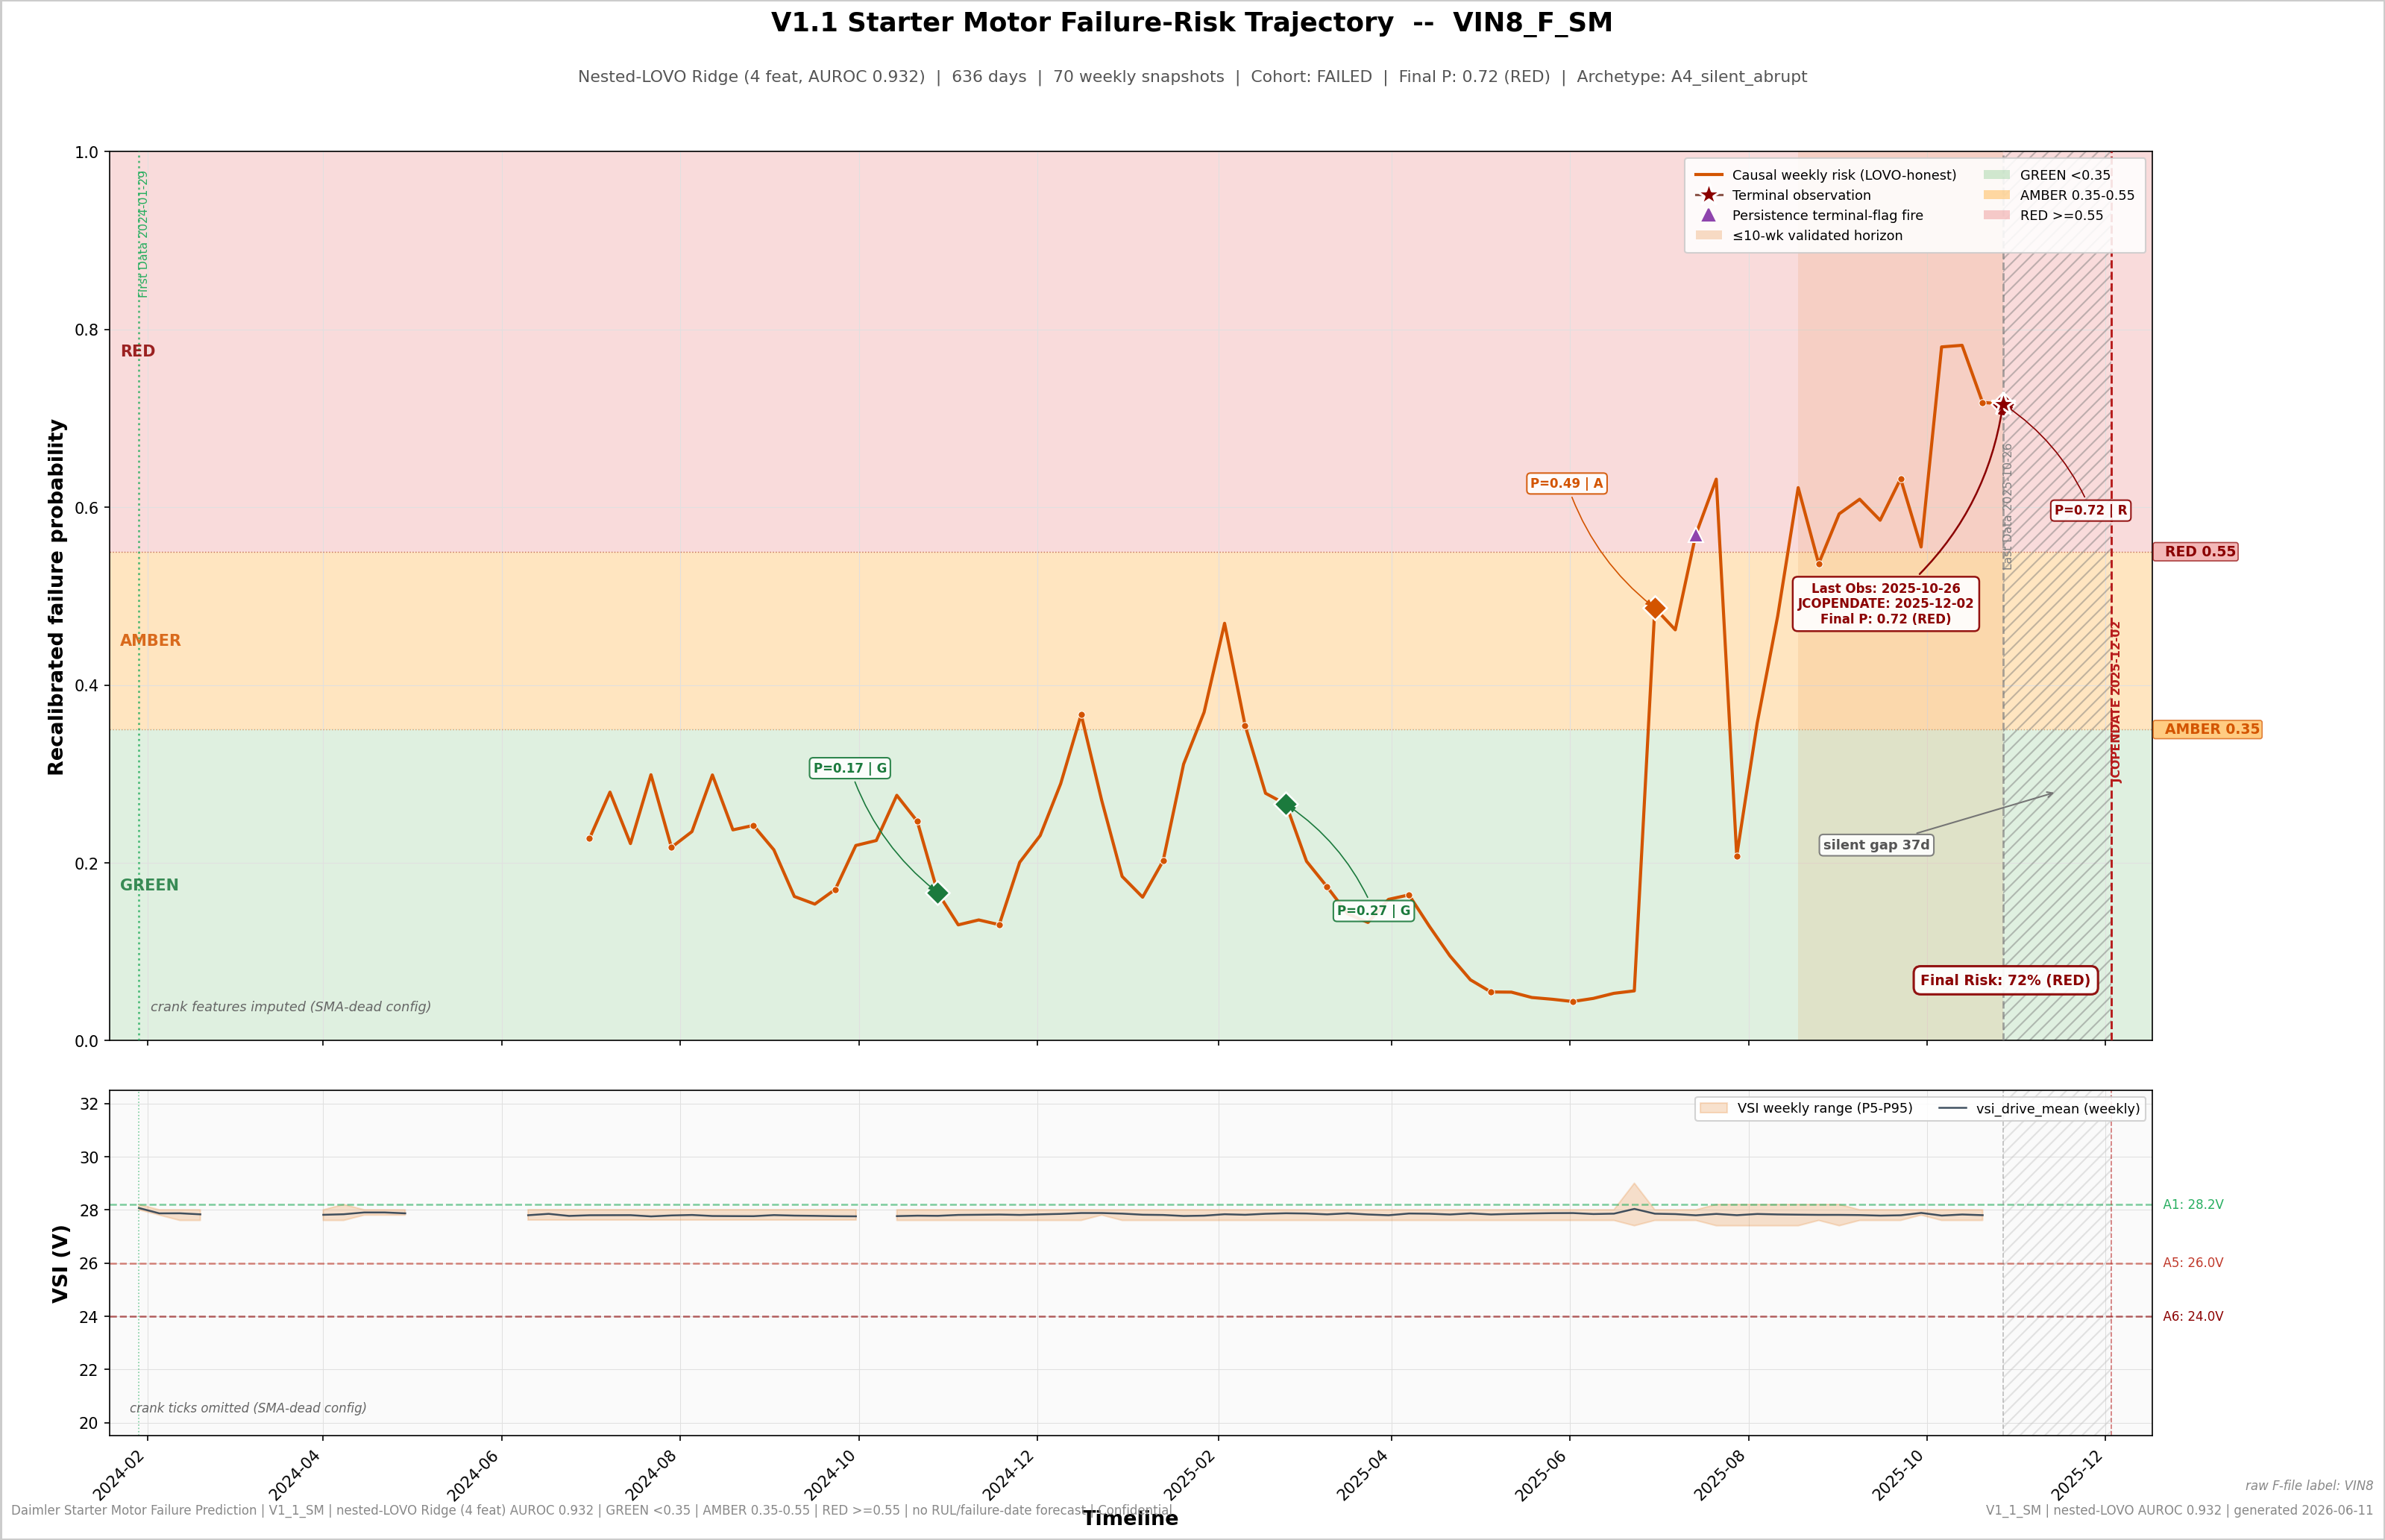 V1.1 Starter Motor Failure-Risk Trajectory -- VIN8_F_SM
Nested-LOVO Ridge (4 feat, AUROC 0.932) | 636 days | 70 weekly snapshots | Cohort: FAILED | Final P: 0.72 (RED) | Archetype: A4_silent_abrupt
Recalibrated failure probability
1.0
0.8
0.6
0.4
0.2
0.0
First Data 2024-01-29
RED
AMBER
GREEN
crank features imputed (SMA-dead config)
Causal weekly risk (LOVO-honest)
Terminal observation
Persistence terminal-flag fire
≤10-wk validated horizon
GREEN <0.35
AMBER 0.35-0.55
RED >=0.55
P=0.17 | G
P=0.27 | G
P=0.49 | A
P=0.72 | R
Last Data 2025-10-26
Last Obs: 2025-10-26
JCOPENDATE: 2025-12-02
Final P: 0.72 (RED)
JCOPENDATE 2025-12-02
silent gap 37d
Final Risk: 72% (RED)
RED 0.55
AMBER 0.35
VSI (V)
32
30
28
26
24
22
20
VSI weekly range (P5-P95)
vsi_drive_mean (weekly)
A1: 28.2V
A5: 26.0V
A6: 24.0V
crank ticks omitted (SMA-dead config)
2024-02
2024-04
2024-06
2024-08
2024-10
2024-12
2025-02
2025-04
2025-06
2025-08
2025-10
2025-12
Timeline
raw F-file label: VIN8
Daimler Starter Motor Failure Prediction | V1_1_SM | nested-LOVO Ridge (4 feat) AUROC 0.932 | GREEN <0.35 | AMBER 0.35-0.55 | RED >=0.55 | no RUL/failure-date forecast | Confidential
V1_1_SM | nested-LOVO AUROC 0.932 | generated 2026-06-11